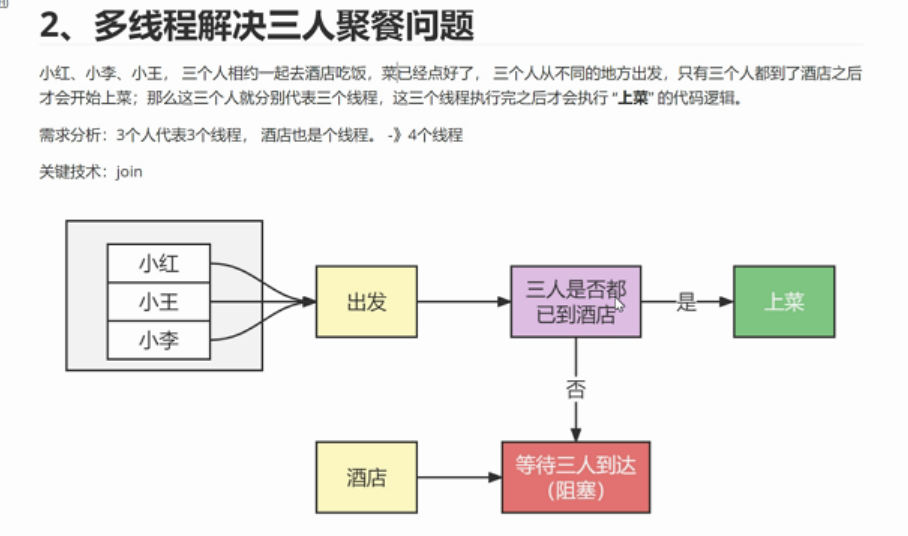 2、多线程解决三人聚餐问题
小红、小李、小王， 三个人相约一起去酒店吃饭，菜已经点好了， 三个人从不同的地方出发，只有三个人都到了酒店之后
才会开始上菜；那么这三个人就分别代表三个线程，这三个线程执行完之后才会执行 “上菜” 的代码逻辑。
需求分析：3个人代表3个线程， 酒店也是个线程。 -》4个线程
关键技术：join
小红
小王
小李
出发
三人是否都
已到酒店
是
上菜
否
酒店
等待三人到达
（阻塞）